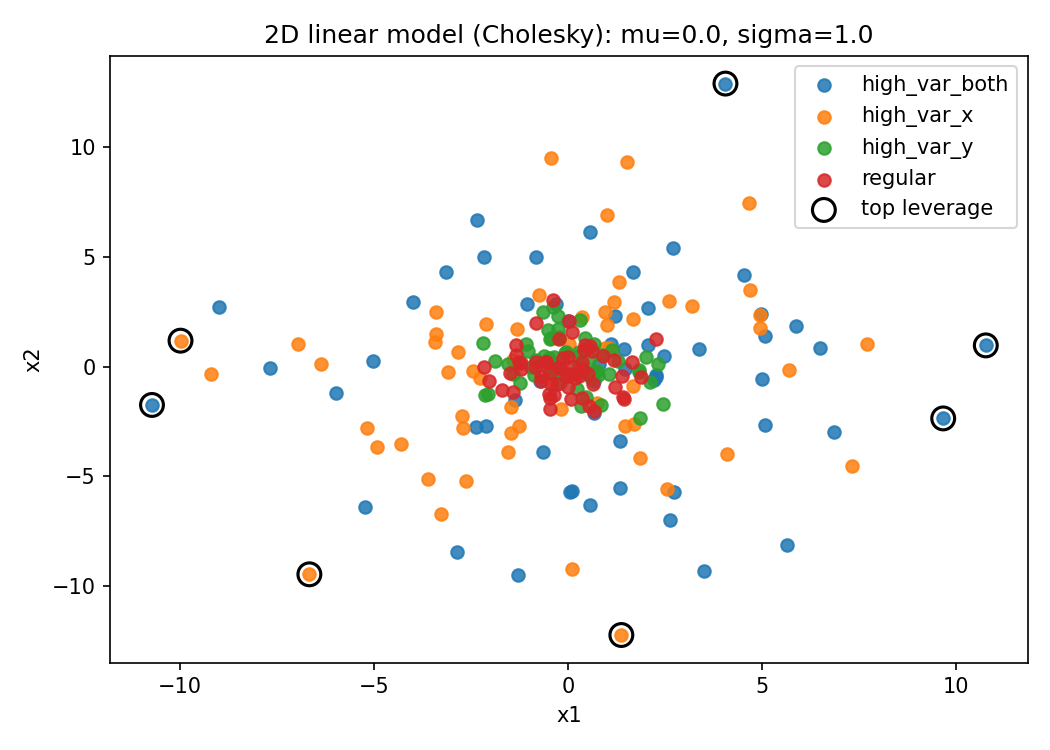 2D linear model (Cholesky): mu=0.0, sigma=1.0
high_var_both
high_var_x
high_var_y
regular
top leverage
x2
10
5
0
−5
−10
−10
−5
0
5
10
x1